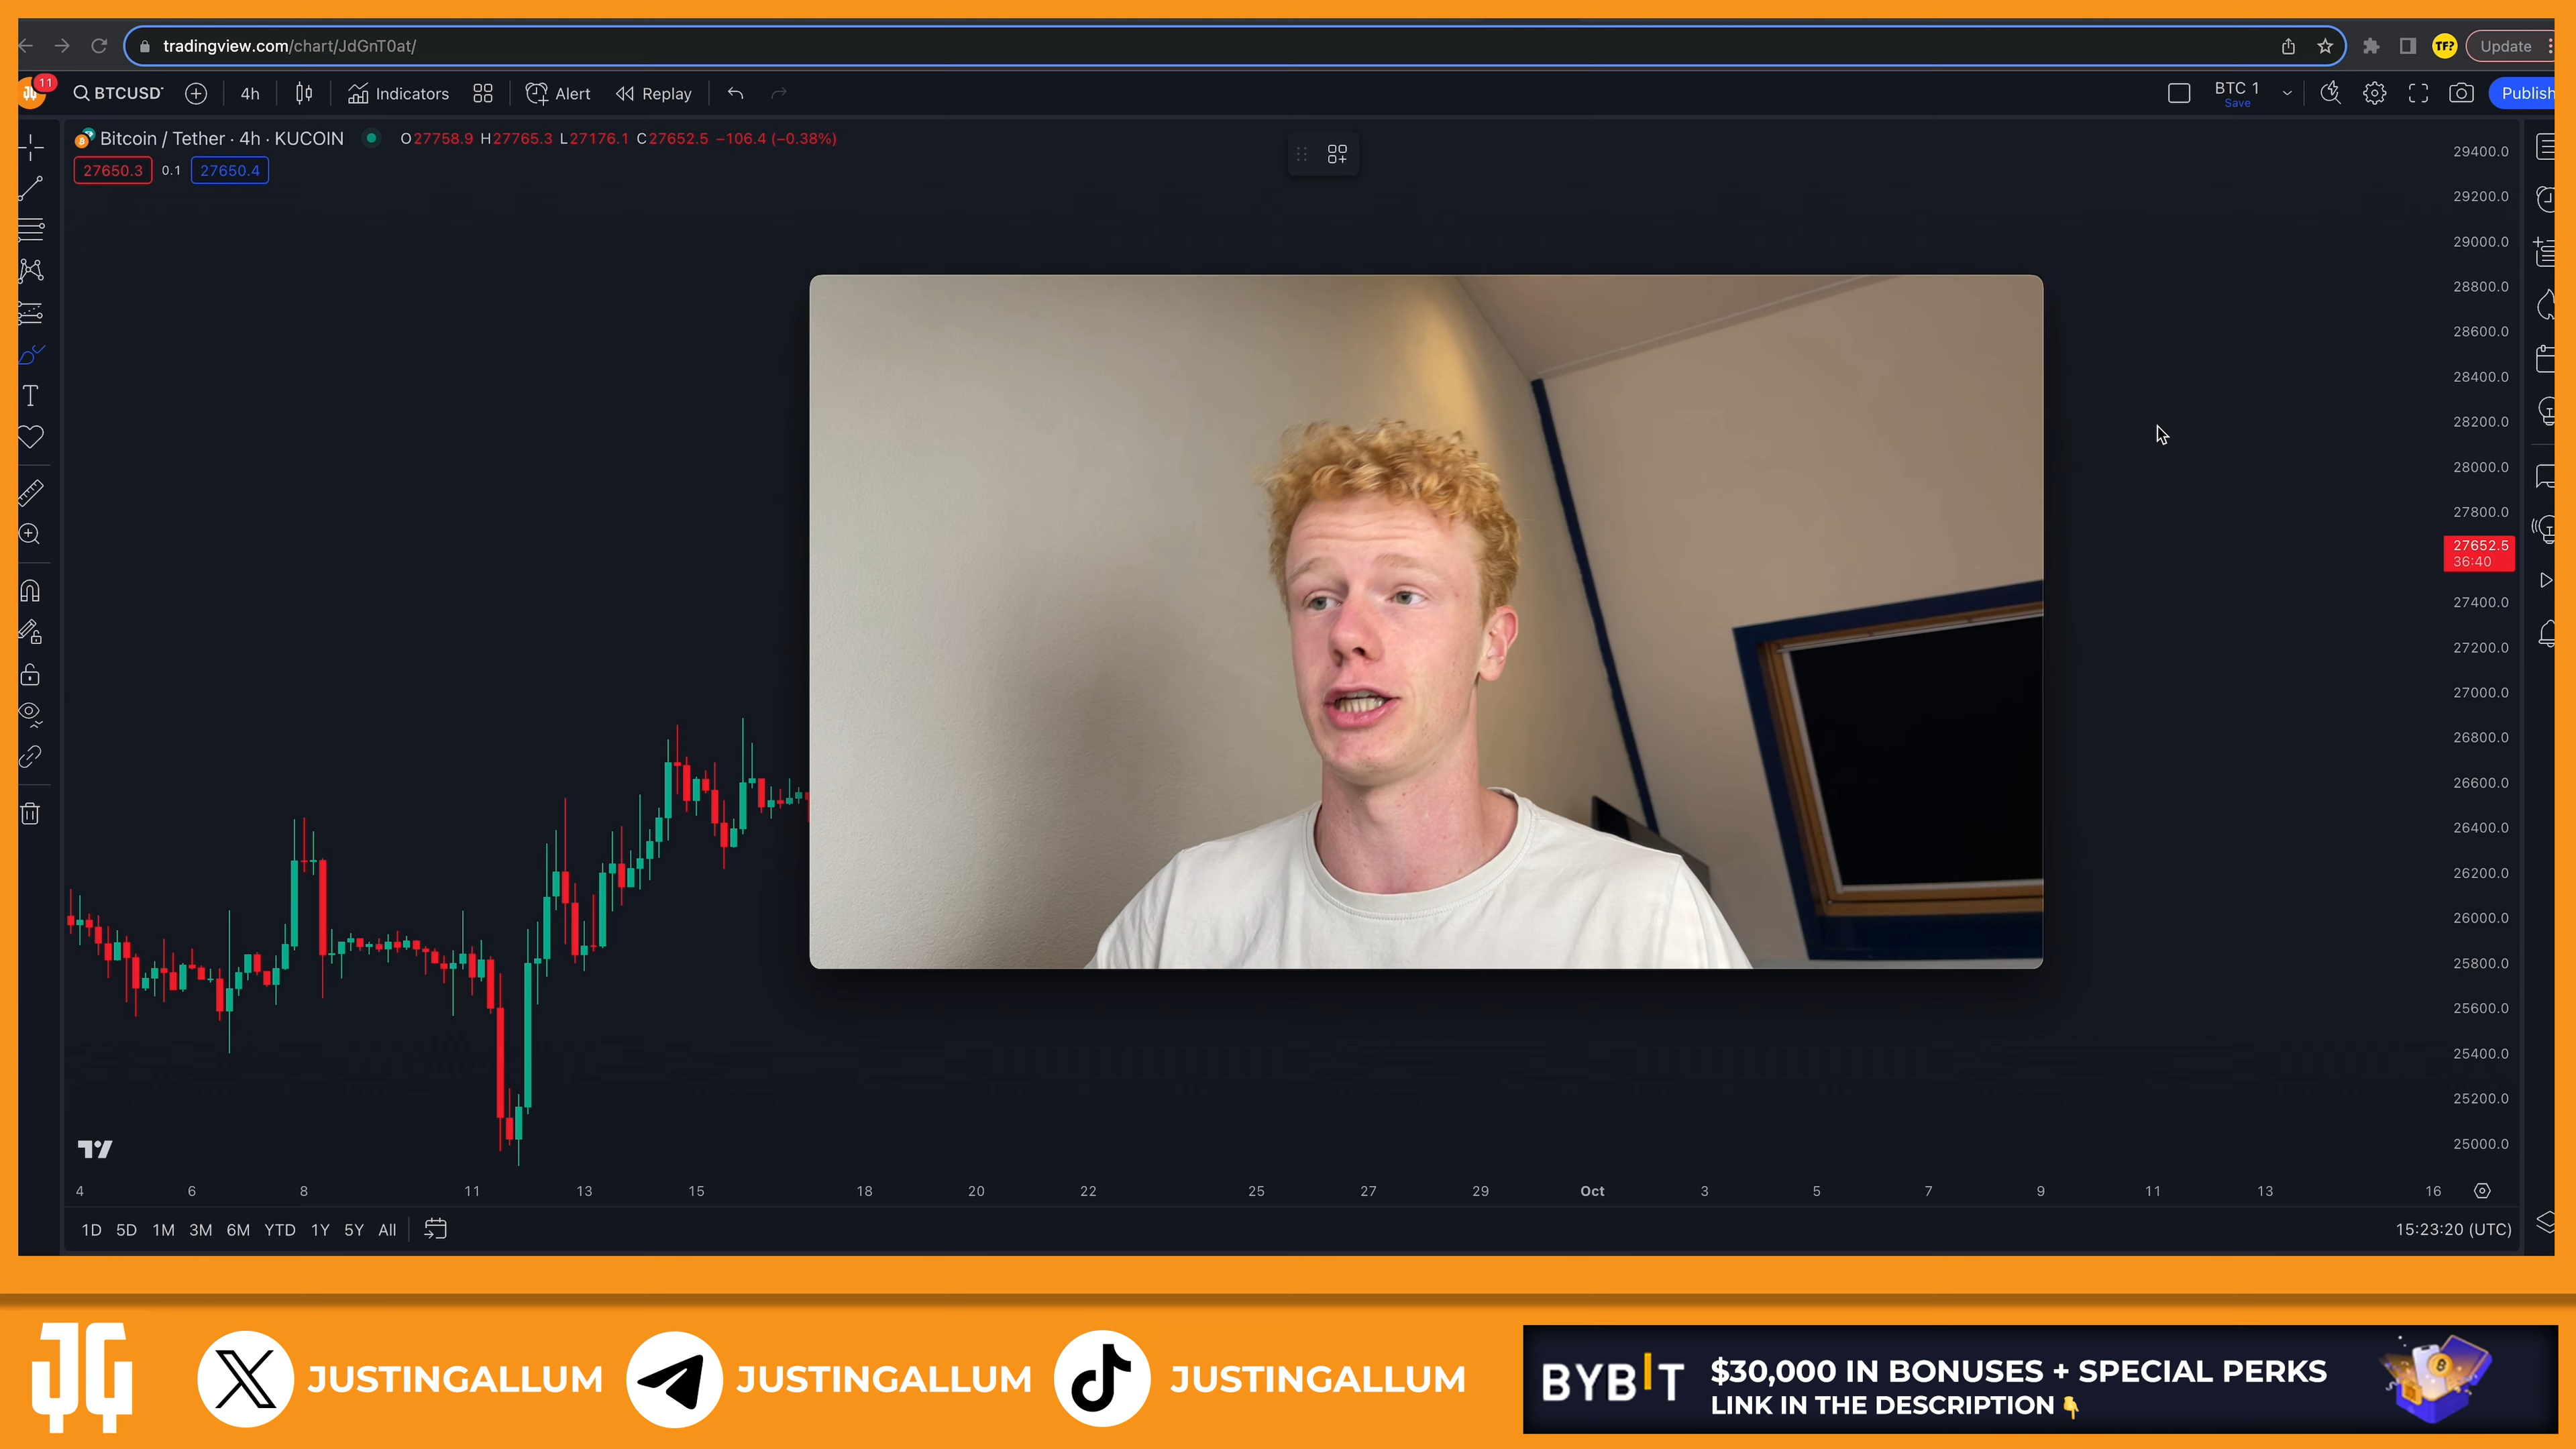 tradingview.com/chart/JdGnT0at/
TF?
Update
11
BTCUSD
4h
Indicators
Alert
Replay
BTC 1
Save
Publish
Bitcoin / Tether · 4h · KUCOIN
O27758.9 H27765.3 L27176.1 C27652.5 −106.4 (−0.38%)
27650.3 0.1 27650.4
29400.0
29200.0
29000.0
28800.0
28600.0
28400.0
28200.0
28000.0
27800.0
27652.5
36:40
27400.0
27200.0
27000.0
26800.0
26600.0
26400.0
26200.0
26000.0
25800.0
25600.0
25400.0
25200.0
25000.0
4 6 8 11 13 15 18 20 22 25 27 29 Oct 3 5 7 9 11 13 16
1D 5D 1M 3M 6M YTD 1Y 5Y All
15:23:20 (UTC)
JG
JUSTINGALLUM
JUSTINGALLUM
JUSTINGALLUM
BYBIT
$30,000 IN BONUSES + SPECIAL PERKS
LINK IN THE DESCRIPTION